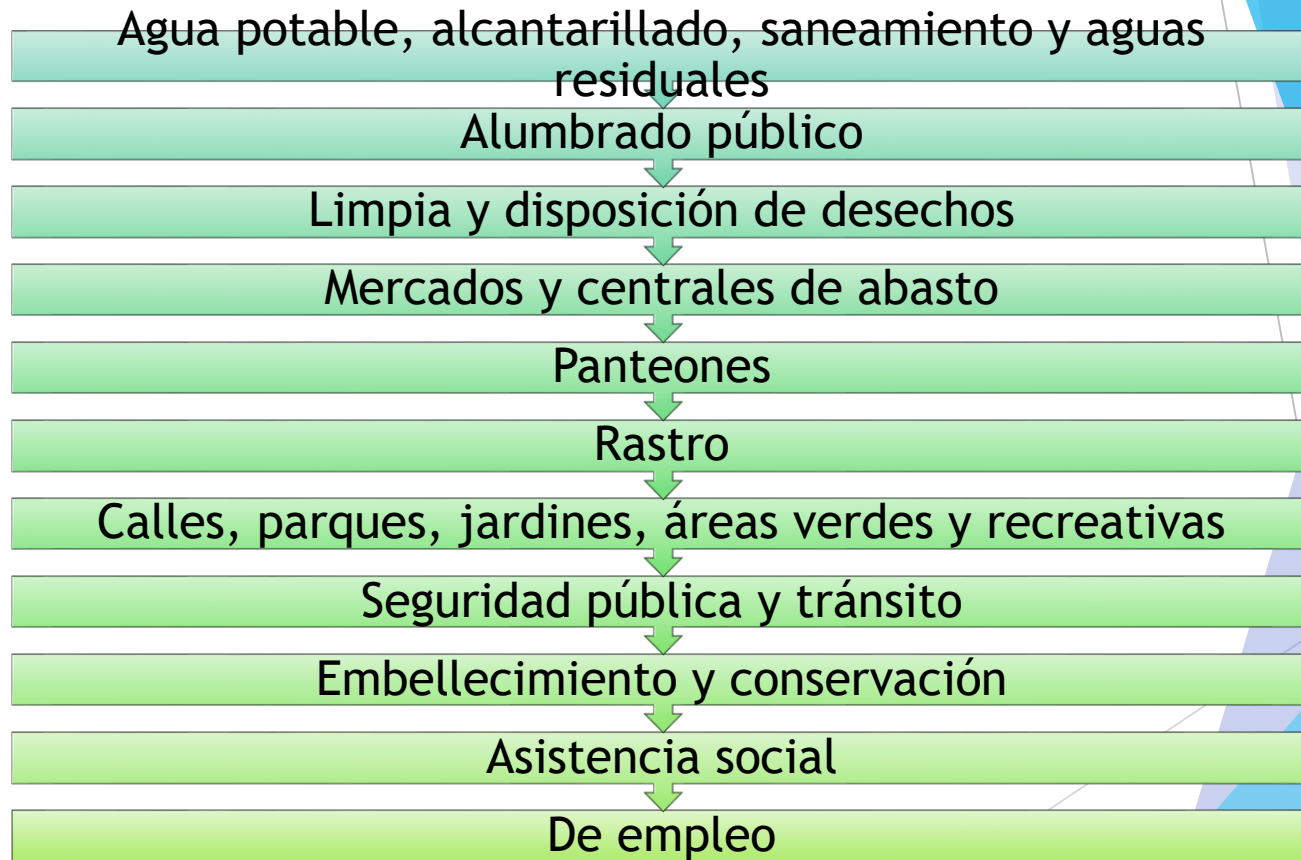 Agua potable, alcantarillado, saneamiento y aguas
residuales
Alumbrado público
Limpia y disposición de desechos
Mercados y centrales de abasto
Panteones
Rastro
Calles, parques, jardines, áreas verdes y recreativas
Seguridad pública y tránsito
Embellecimiento y conservación
Asistencia social
De empleo